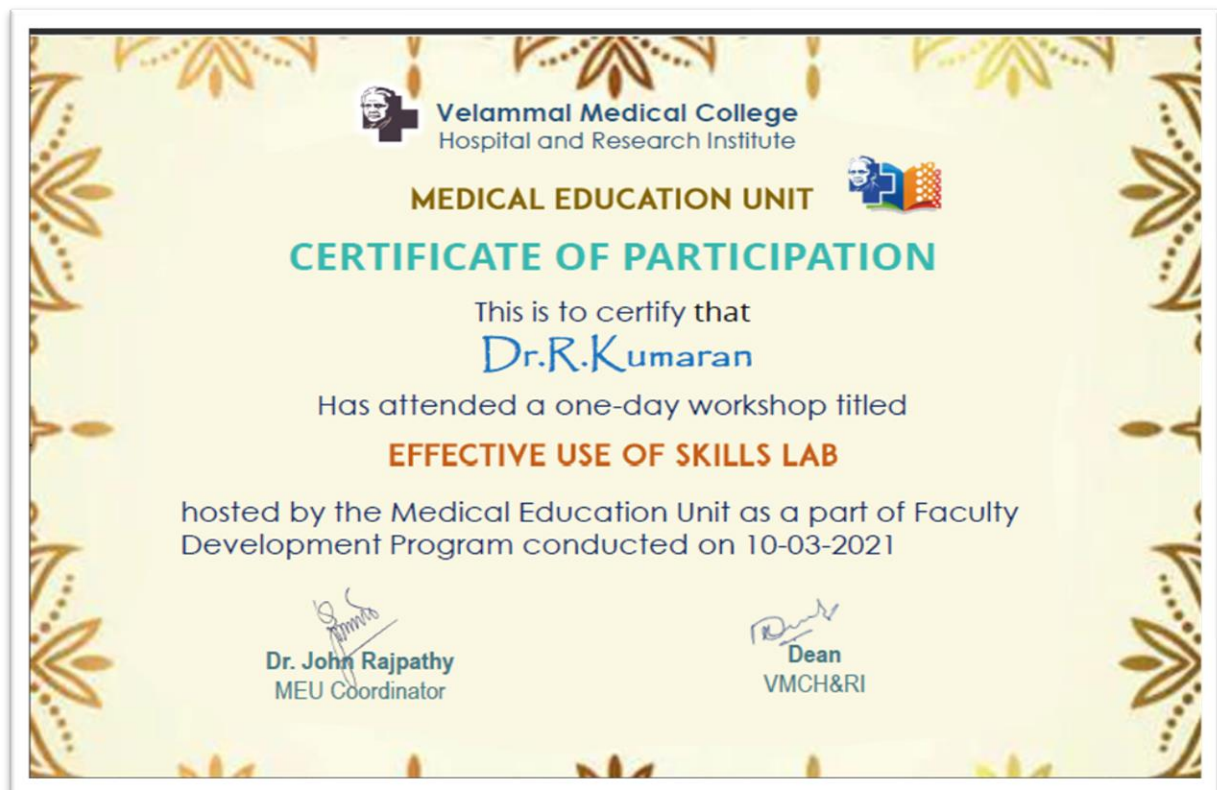 Velammal Medical College
Hospital and Research Institute
MEDICAL EDUCATION UNIT
CERTIFICATE OF PARTICIPATION
This is to certify that
Dr.R.Kumaran
Has attended a one-day workshop titled
EFFECTIVE USE OF SKILLS LAB
hosted by the Medical Education Unit as a part of Faculty
Development Program conducted on 10-03-2021
Dr. John Rajpathy
MEU Coordinator
Dean
VMCH&RI